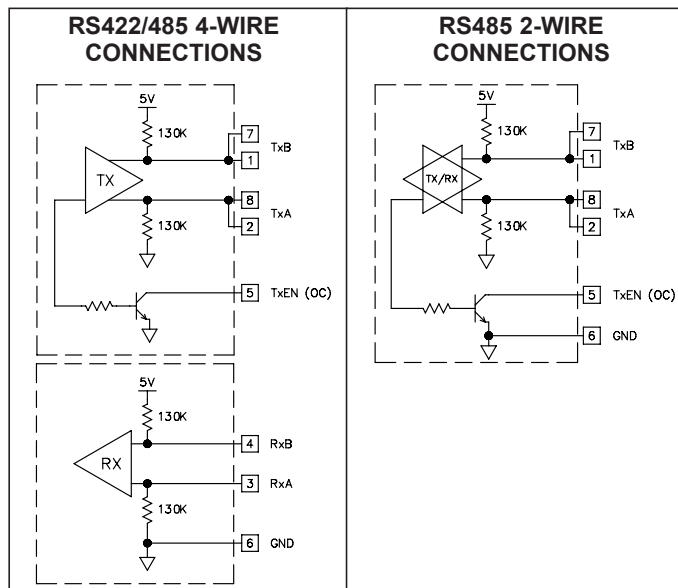 RS422/485 4-WIRE
CONNECTIONS
5V
130K
7
TxB
1
TX
8
TxA
2
130K
5 TxEN (OC)
5V
130K
RX
4 RxB
3 RxA
130K
6 GND
RS485 2-WIRE
CONNECTIONS
5V
130K
7
TxB
1
TX/RX
8
TxA
2
130K
5 TxEN (OC)
6 GND